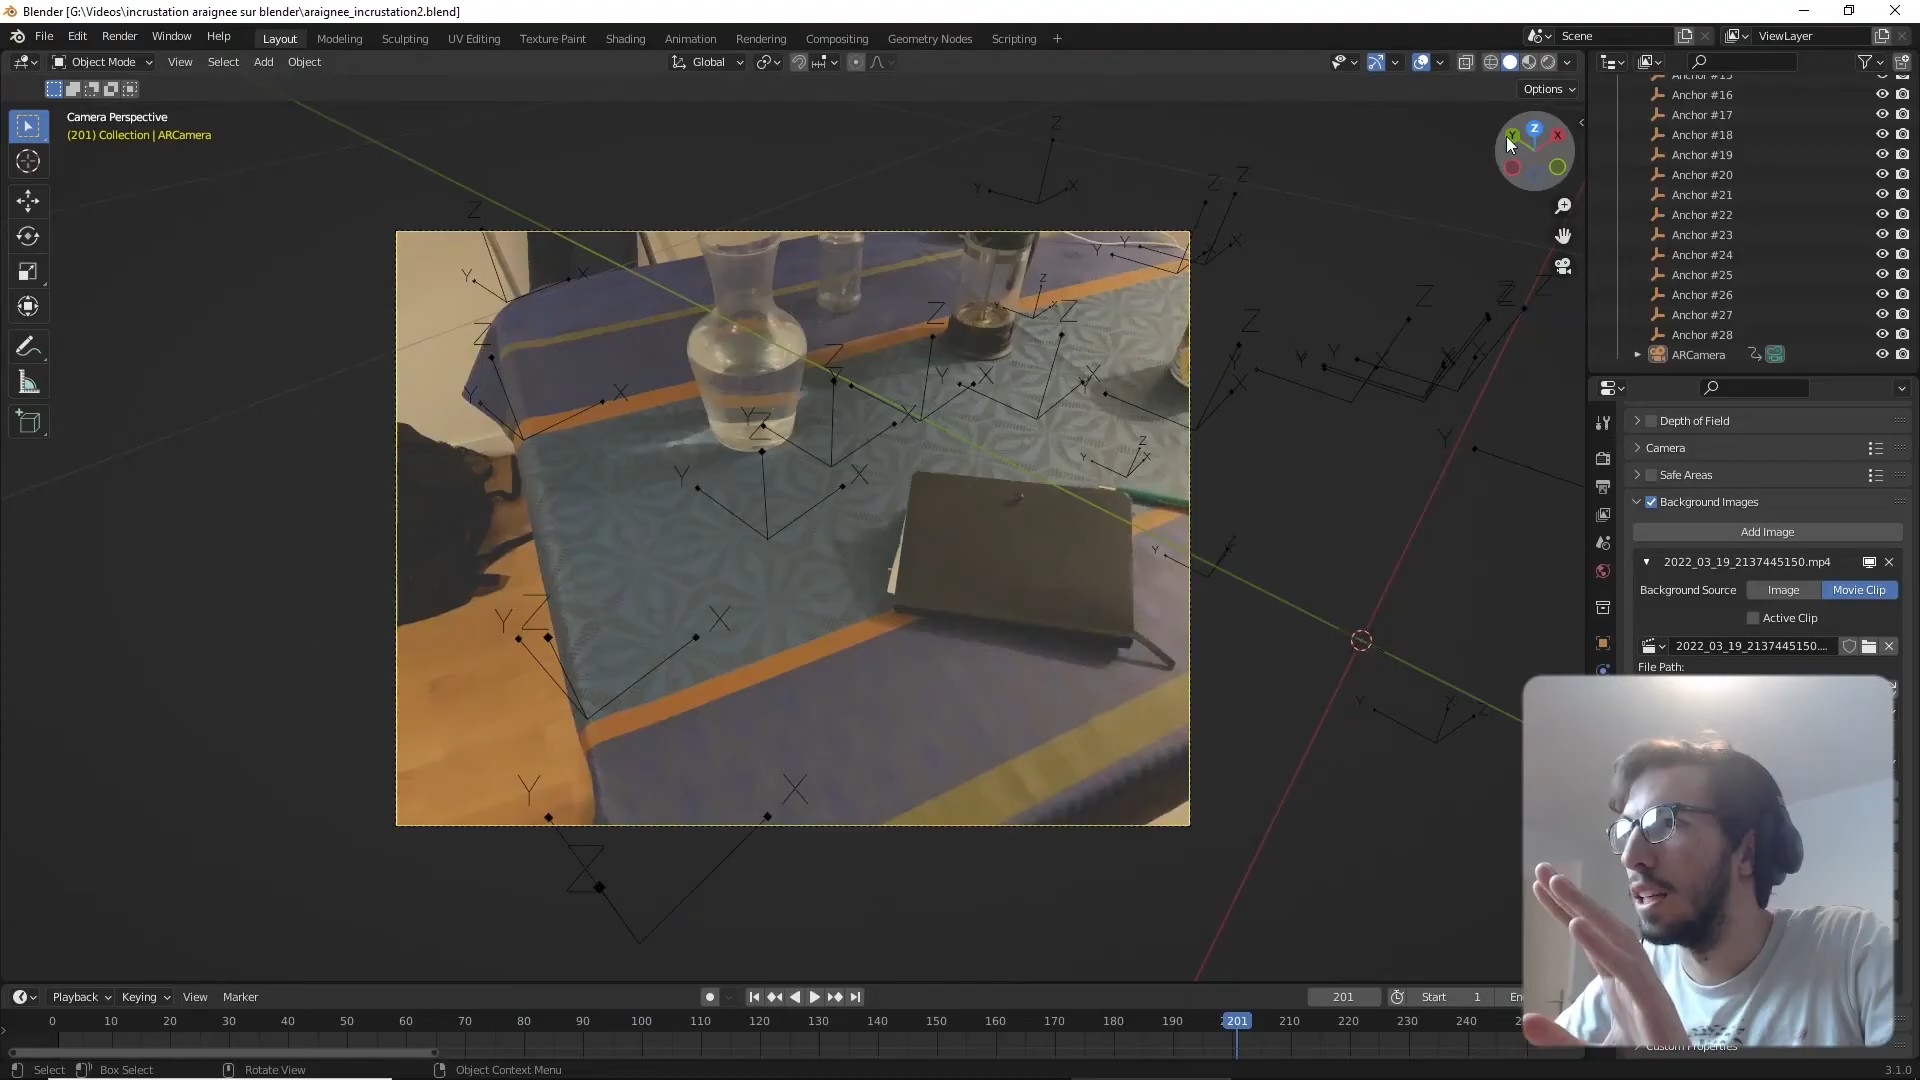 Blender [G:\Videos\incrustation araignee sur blender\araignee_incrustation2.blend]
File Edit Render Window Help
Layout Modeling Sculpting UV Editing Texture Paint Shading Animation Rendering Compositing Geometry Nodes Scripting +
Scene
ViewLayer
Object Mode View Select Add Object
Global
Options
Camera Perspective
(201) Collection | ARCamera
Anchor #15
Anchor #16
Anchor #17
Anchor #18
Anchor #19
Anchor #20
Anchor #21
Anchor #22
Anchor #23
Anchor #24
Anchor #25
Anchor #26
Anchor #27
Anchor #28
ARCamera
Depth of Field
Camera
Safe Areas
Background Images
Add Image
2022_03_19_2137445150.mp4
Background Source Image Movie Clip
Active Clip
2022_03_19_2137445150....
File Path:
Custom Properties
Playback Keying View Marker
201 Start 1
0 10 20 30 40 50 60 70 80 90 100 110 120 130 140 150 160 170 180 190 201 210 220 230 240
Select Box Select Rotate View Object Context Menu
3.1.0